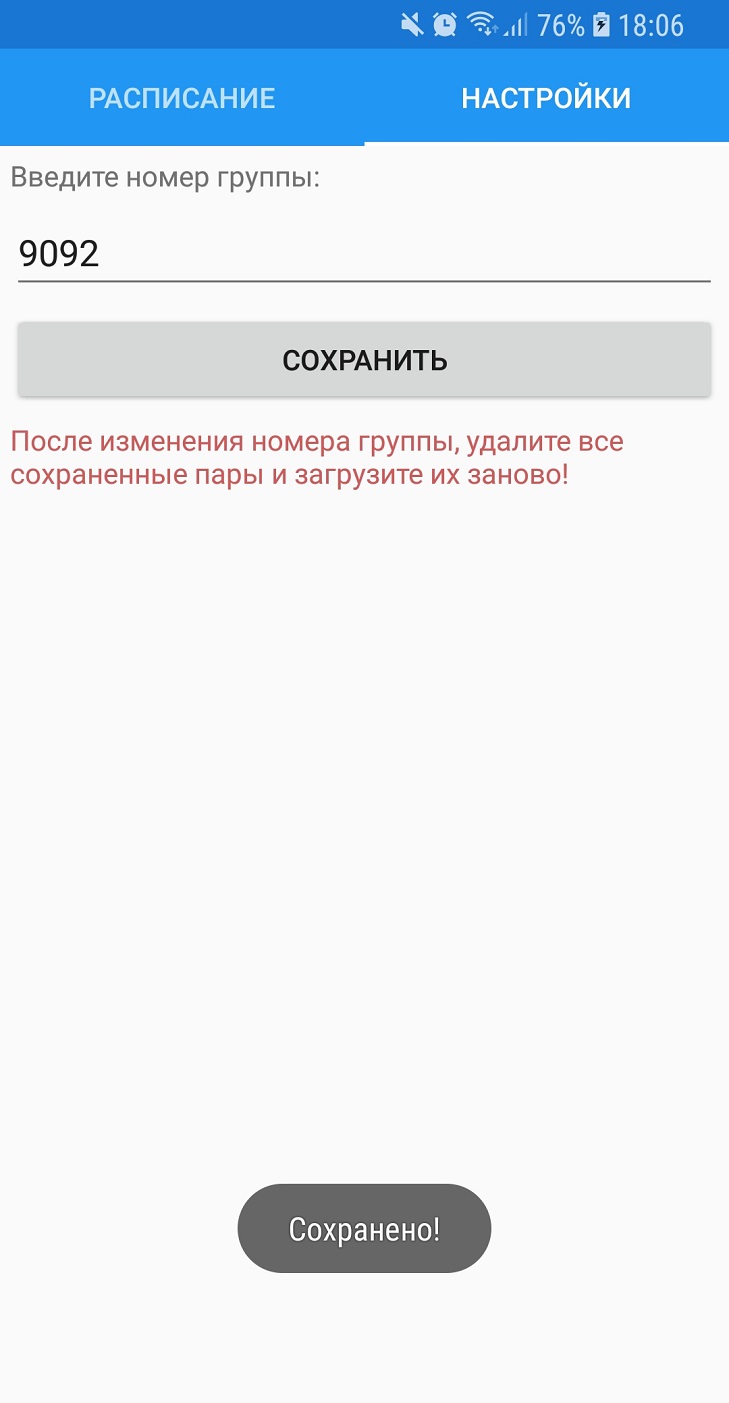 76% 18:06
РАСПИСАНИЕ НАСТРОЙКИ
Введите номер группы:
9092
СОХРАНИТЬ
После изменения номера группы, удалите все
сохраненные пары и загрузите их заново!
Сохранено!